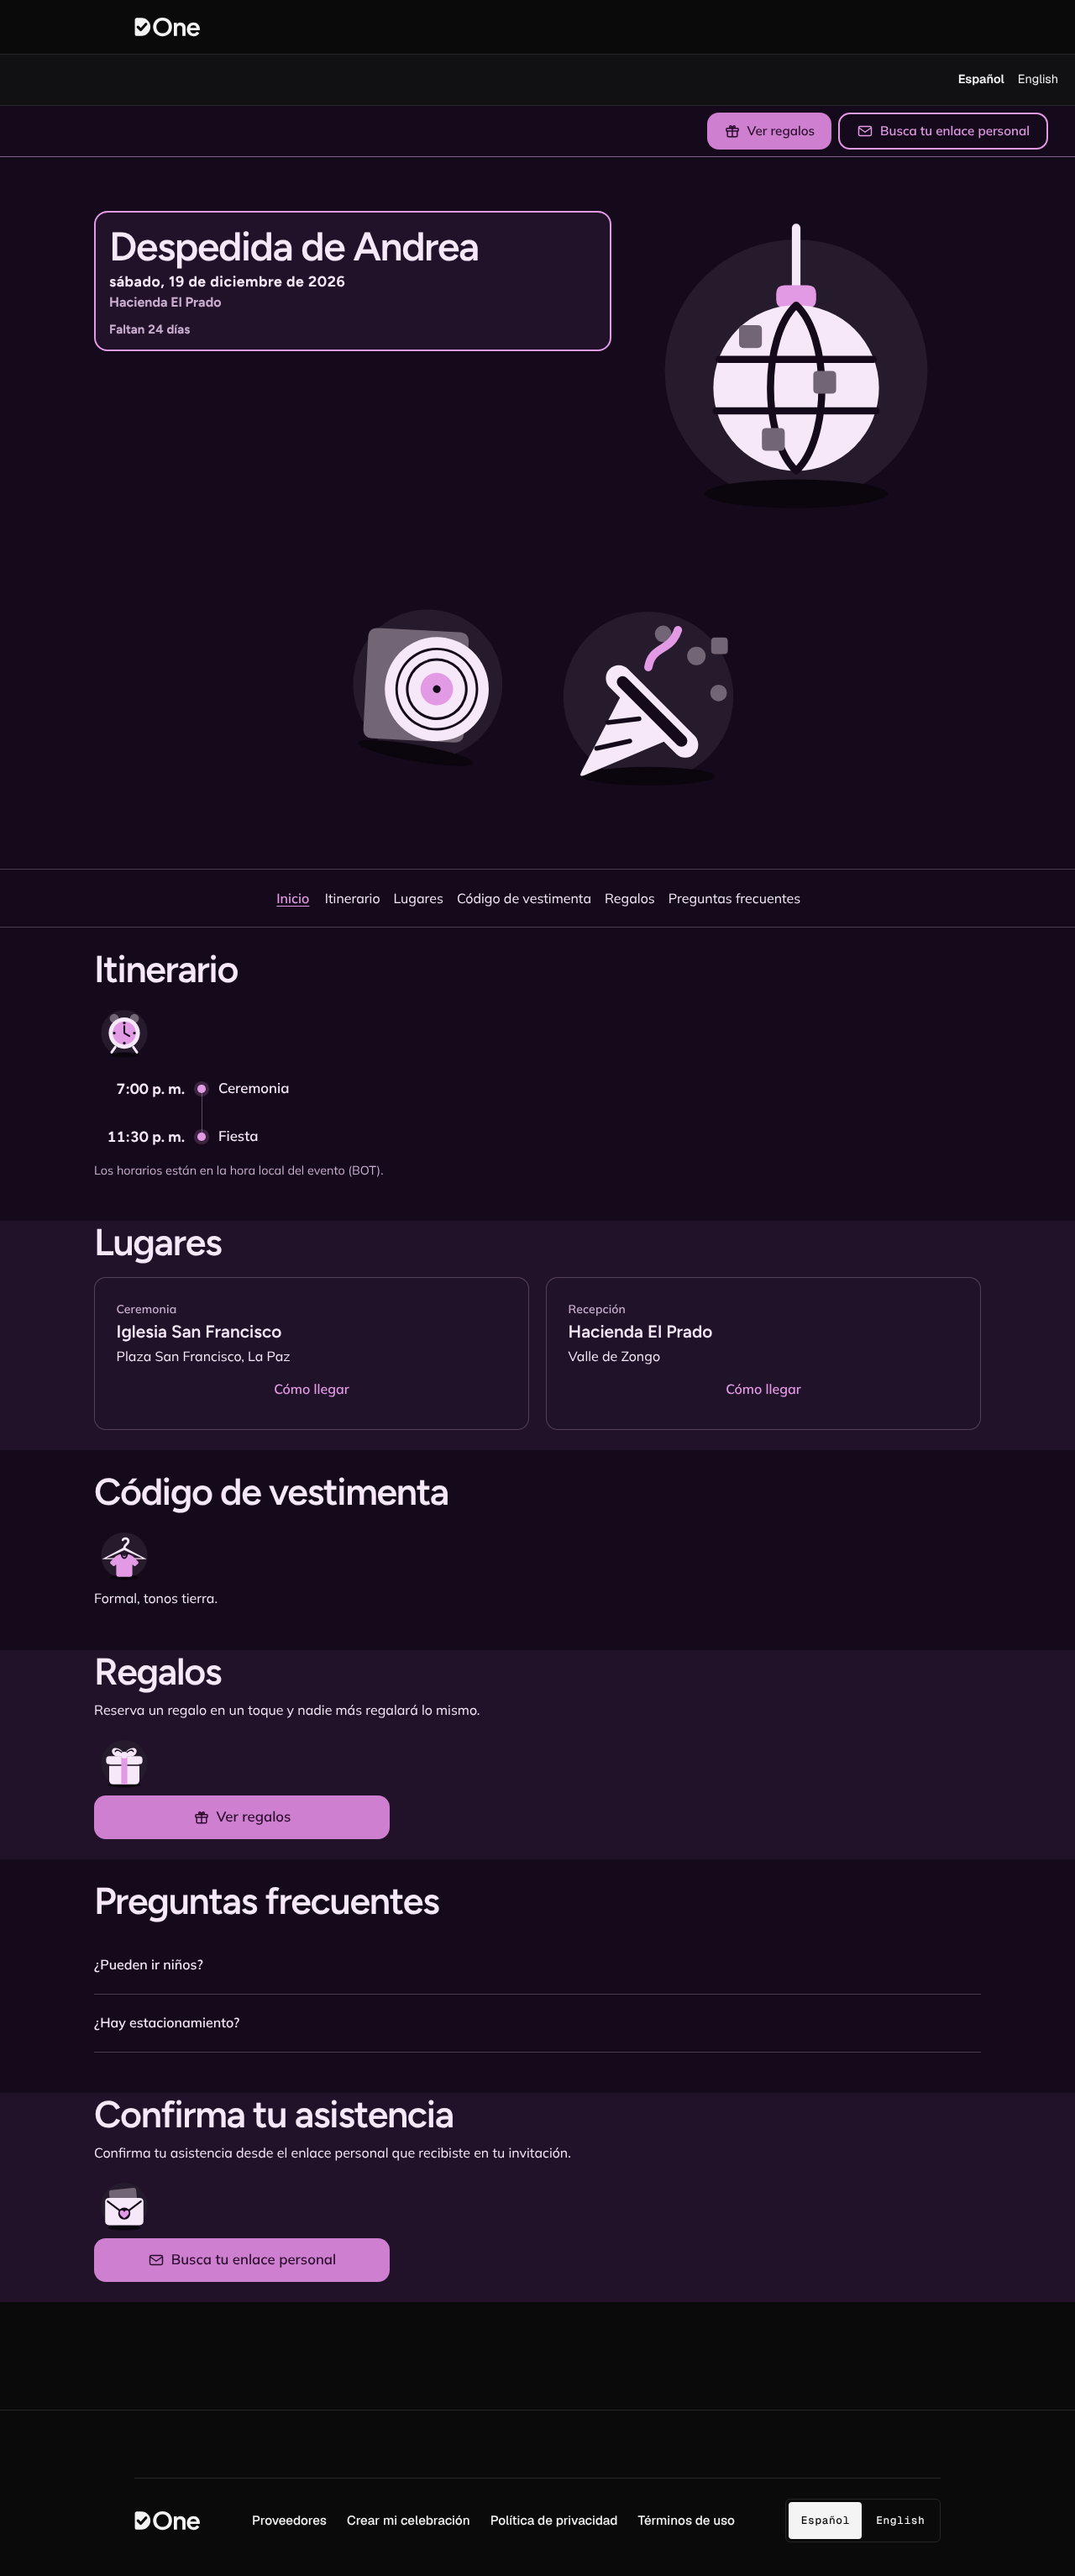 One
Español English
Ver regalos
Busca tu enlace personal
Despedida de Andrea
sábado, 19 de diciembre de 2026
Hacienda El Prado
Faltan 24 días
Inicio Itinerario Lugares Código de vestimenta Regalos Preguntas frecuentes
Itinerario
7:00 p. m. Ceremonia
11:30 p. m. Fiesta
Los horarios están en la hora local del evento (BOT).
Lugares
Ceremonia
Iglesia San Francisco
Plaza San Francisco, La Paz
Cómo llegar
Recepción
Hacienda El Prado
Valle de Zongo
Cómo llegar
Código de vestimenta
Formal, tonos tierra.
Regalos
Reserva un regalo en un toque y nadie más regalará lo mismo.
Ver regalos
Preguntas frecuentes
¿Pueden ir niños?
¿Hay estacionamiento?
Confirma tu asistencia
Confirma tu asistencia desde el enlace personal que recibiste en tu invitación.
Busca tu enlace personal
One
Proveedores Crear mi celebración Política de privacidad Términos de uso
Español English